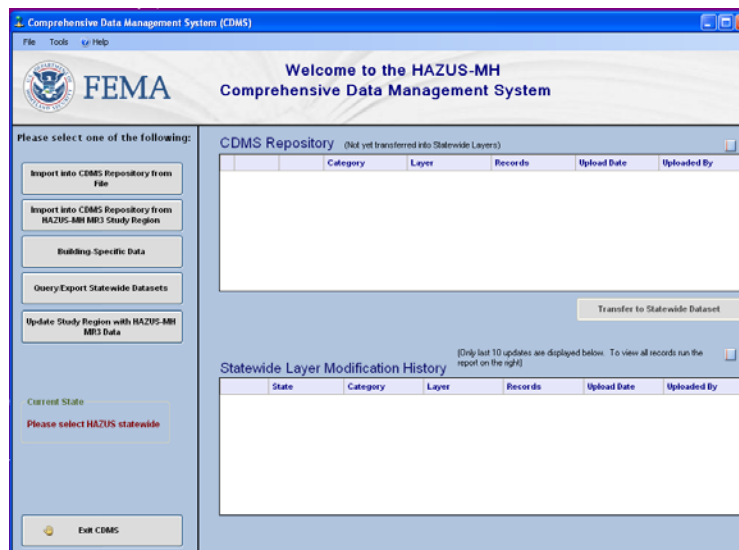 Comprehensive Data Management System (CDMS)
File Tools Help
FEMA
Welcome to the HAZUS-MH
Comprehensive Data Management System
Please select one of the following:
Import into CDMS Repository from
File
Import into CDMS Repository from
HAZUS-MH MR3 Study Region
Building-Specific Data
Query/Export Statewide Datasets
Update Study Region with HAZUS-MH
MR3 Data
Current State
Please select HAZUS statewide
Exit CDMS
CDMS Repository (Not yet transferred into Statewide Layers)
Category Layer Records Upload Date Uploaded By
Transfer to Statewide Dataset
Statewide Layer Modification History
(Only last 10 updates are displayed below. To view all records run the
report on the right)
State Category Layer Records Upload Date Uploaded By